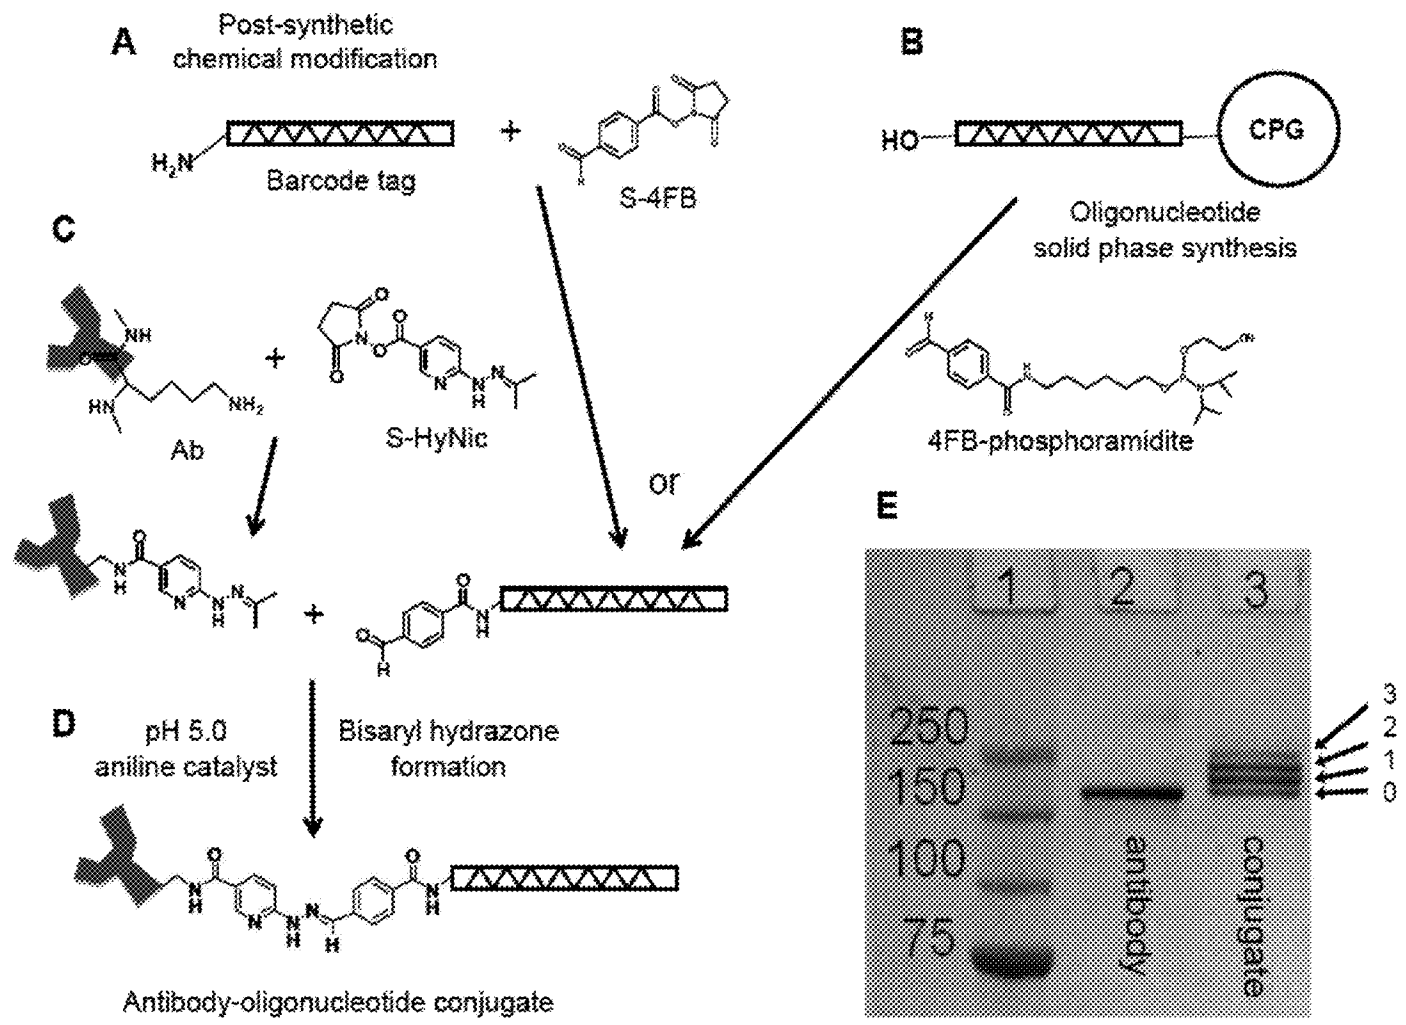 A
Post-synthetic
chemical modification
H₂N
Barcode tag
+
S-4FB
B
HO
CPG
Oligonucleotide
solid phase synthesis
4FB-phosphoramidite
C
NH
HN
NH₂
Ab
+
O
O
N
O
O
N
N
H
N
S-HyNic
or
O
N
H
N
N
H
N
+
O
H
O
N
H
D
pH 5.0
aniline catalyst
Bisaryl hydrazone
formation
O
N
H
N
N
H
N
H
O
N
H
Antibody-oligonucleotide conjugate
E
1
2
3
250
150
100
75
antibody
conjugate
3
2
1
0